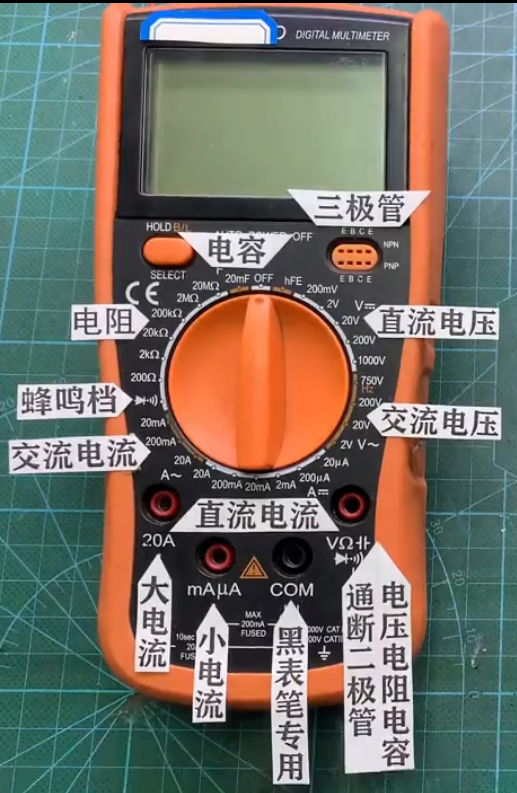 DIGITAL MULTIMETER
三极管
HOLD B/L
OFF
E B C E
电容
NPN
PNP
SELECT
E B C E
20mF OFF hFE
20MΩ
200mV
2MΩ
2V V⎓
CE
200kΩ
20V
电阻
直流电压
20kΩ
200V
2kΩ
1000V
200Ω
750V
Hz
蜂鸣档
200V
20mA
20V
交流电压
交流电流
200mA
2V V~
20A
20μA
A~
20A
200mA 20mA 2mA
200μA
A⎓
直流电流
20A
VΩ
mAμA
COM
大电流
小电流
黑表笔专用
通断二极管
电压电阻电容
MAX
200mA
FUSED
10sec